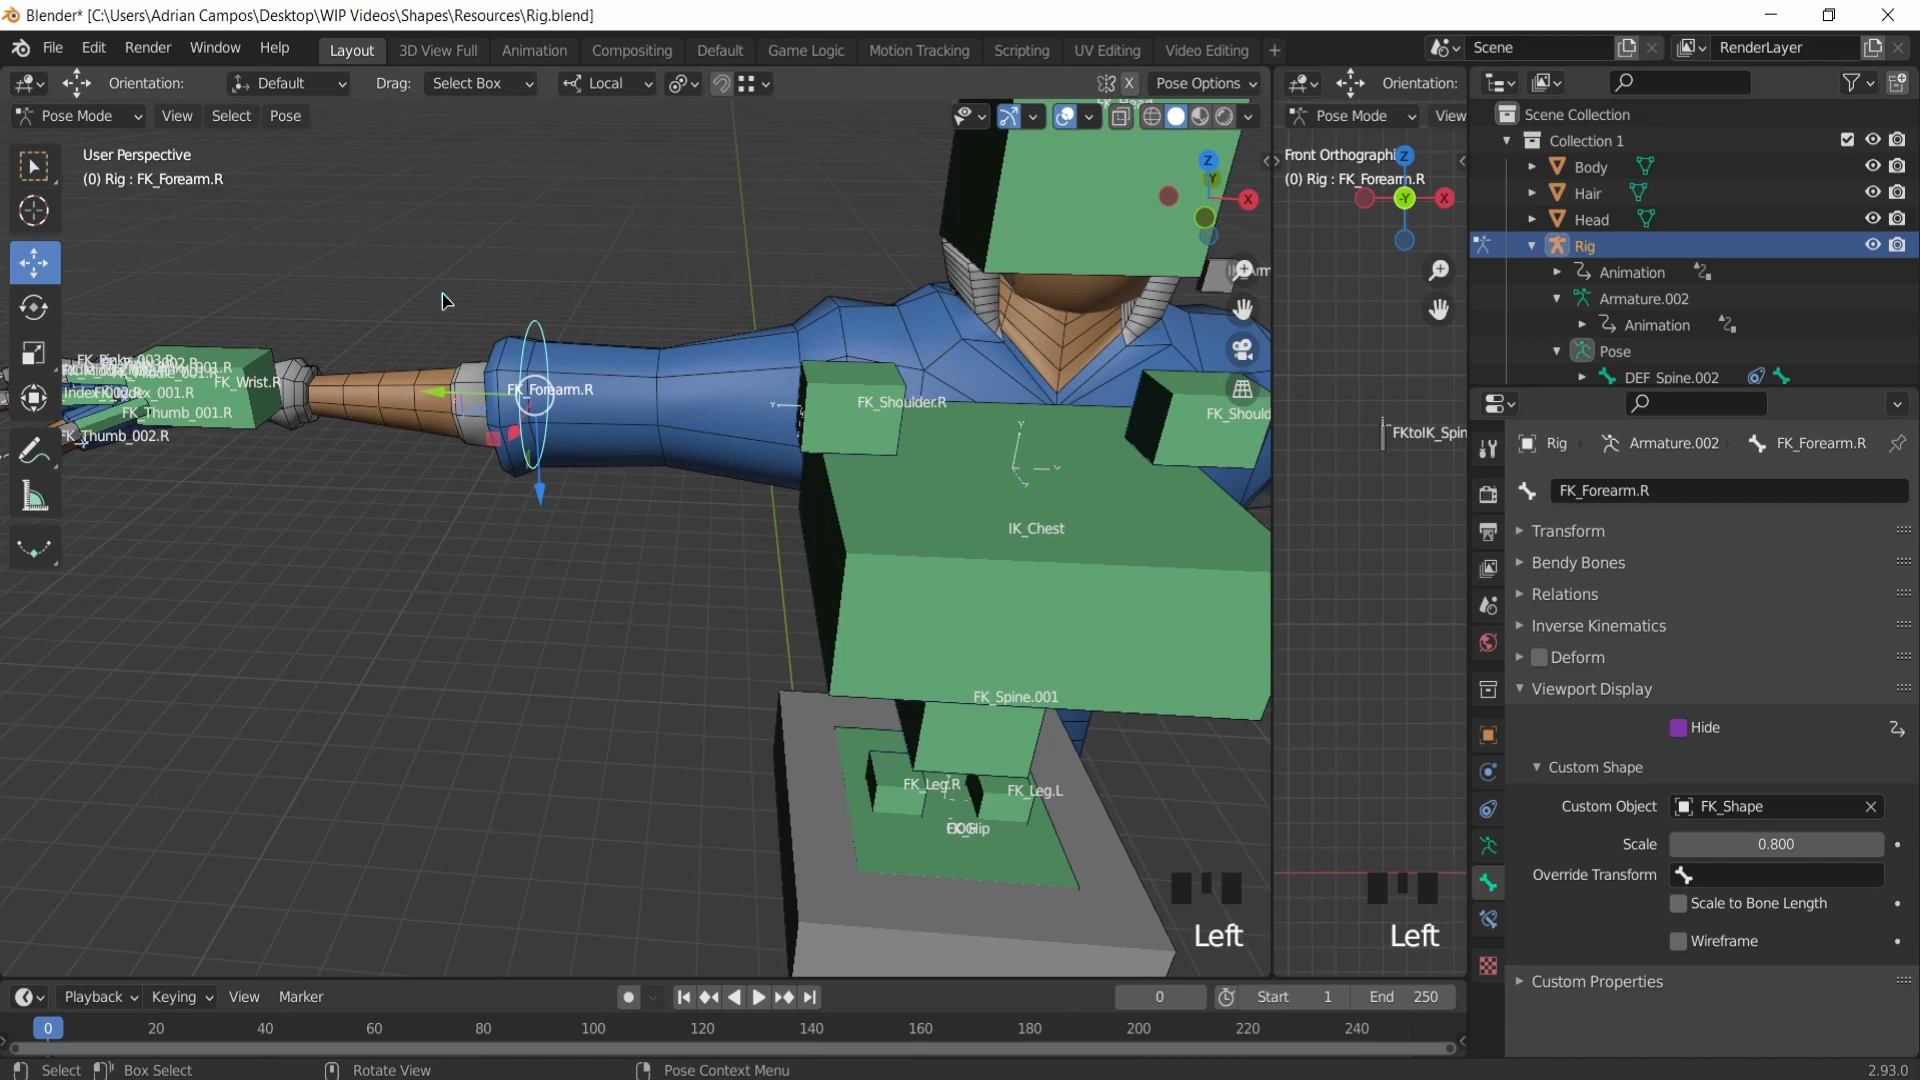 Blender* [C:\Users\Adrian Campos\Desktop\WIP Videos\Shapes\Resources\Rig.blend]
File Edit Render Window Help Layout 3D View Full Animation Compositing Default Game Logic Motion Tracking Scripting UV Editing Video Editing + Scene RenderLayer
Orientation: Default Drag: Select Box Local X Pose Options Orientation:
Pose Mode View Select Pose Pose Mode View
User Perspective
(0) Rig : FK_Forearm.R
Front Orthographi
(0) Rig : FK_Forearm.R
Z
Y
X
Z
-Y
X
FK_Wrist.R
FK_Thumb_001.R
FK_Thumb_002.R
FK_Forearm.R
FK_Shoulder.R
FK_Should
IK_Chest
FK_Spine.001
FK_Leg.R
FK_Leg.L
FKtoIK_Spin
Left
Left
Scene Collection
Collection 1
Body
Hair
Head
Rig
Animation
Armature.002
Animation
Pose
DEF Spine.002
Rig Armature.002 FK_Forearm.R
FK_Forearm.R
Transform
Bendy Bones
Relations
Inverse Kinematics
Deform
Viewport Display
Hide
Custom Shape
Custom Object FK_Shape
Scale 0.800
Override Transform
Scale to Bone Length
Wireframe
Custom Properties
Playback Keying View Marker 0 Start 1 End 250
0 20 40 60 80 100 120 140 160 180 200 220 240
Select Box Select Rotate View Pose Context Menu 2.93.0